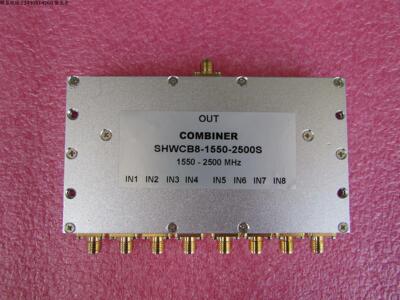 OUT
COMBINER
SHWCB8-1550-2500S
1550 - 2500 MHz
IN1 IN2 IN3 IN4 IN5 IN6 IN7 IN8